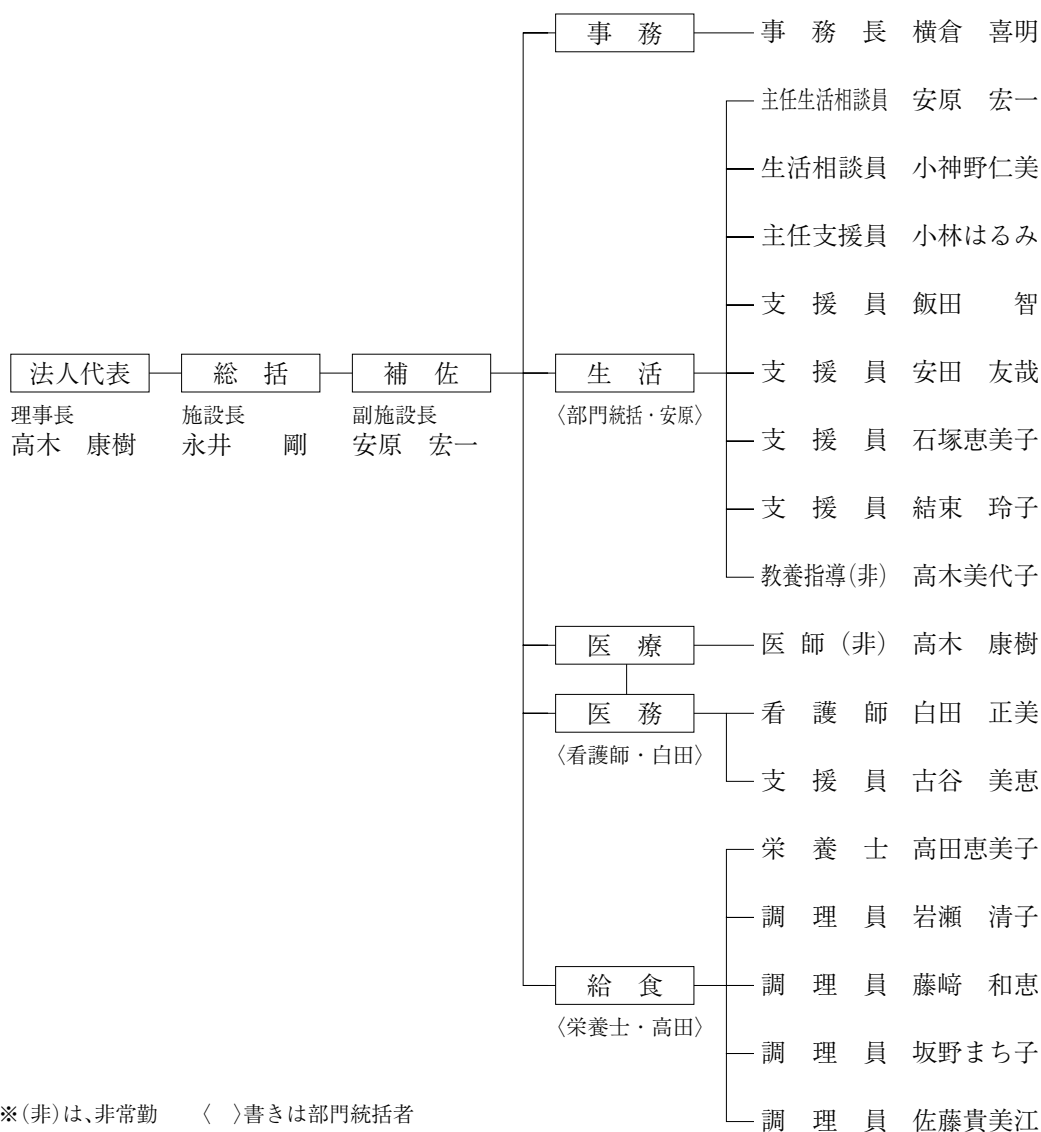 事　務
事　務　長　横倉　喜明
主任生活相談員　安原　宏一
生活相談員　小神野仁美
主任支援員　小林はるみ
支　援　員　飯田　　智
法人代表
総　括
補　佐
生　活
支　援　員　安田　友哉
理事長
高木　康樹
施設長
永井　　剛
副施設長
安原　宏一
〈部門統括・安原〉
支　援　員　石塚恵美子
支　援　員　結束　玲子
教養指導（非）　高木美代子
医　療
医　師（非）　高木　康樹
医　務
看　護　師　白田　正美
〈看護師・白田〉
支　援　員　古谷　美恵
栄　養　士　高田恵美子
調　理　員　岩瀬　清子
給　食
調　理　員　藤﨑　和恵
〈栄養士・高田〉
調　理　員　坂野まち子
調　理　員　佐藤貴美江
※（非）は、非常勤　　〈　〉書きは部門統括者